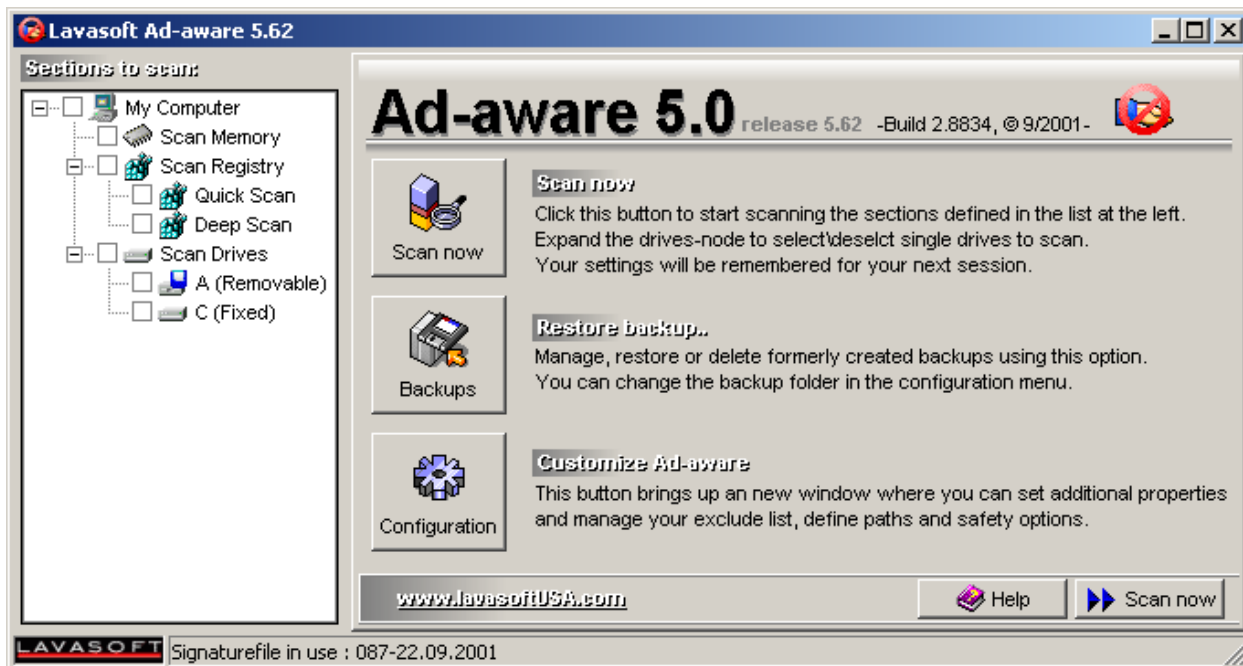 Lavasoft Ad-aware 5.62
Sections to scan:
My Computer
Scan Memory
Scan Registry
Quick Scan
Deep Scan
Scan Drives
A (Removable)
C (Fixed)
Ad-aware 5.0 release 5.62 -Build 2.8834, © 9/2001-
Scan now
Scan now
Click this button to start scanning the sections defined in the list at the left.
Expand the drives-node to select\deselct single drives to scan.
Your settings will be remembered for your next session.
Backups
Restore backup..
Manage, restore or delete formerly created backups using this option.
You can change the backup folder in the configuration menu.
Configuration
Customize Ad-aware
This button brings up an new window where you can set additional properties
and manage your exclude list, define paths and safety options.
www.lavasoftUSA.com
Help
Scan now
LAVASOFT
Signaturefile in use : 087-22.09.2001